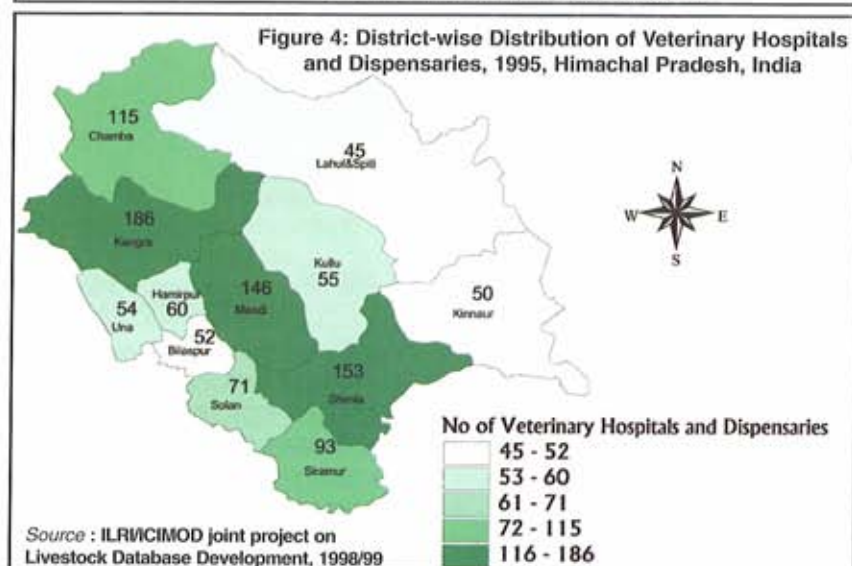 Figure 4: District-wise Distribution of Veterinary Hospitals
and Dispensaries, 1995, Himachal Pradesh, India
115
Chamba
45
Lahul&Spiti
N
W E
S
186
Kangra
Kullu
55
146
Mandi
50
Kinnaur
Hamirpur
60
54
Una
52
Bilaspur
153
Shimla
71
Solan
93
Siramur
No of Veterinary Hospitals and Dispensaries
45 - 52
53 - 60
61 - 71
72 - 115
116 - 186
Source : ILRI/ICIMOD joint project on
Livestock Database Development, 1998/99